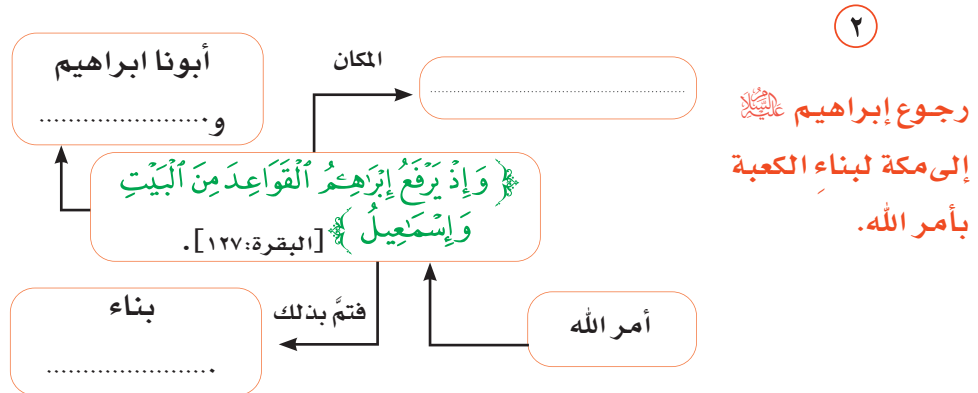 ٢
رجوع إبراهيم عليه السلام
إلى مكة لبناءِ الكعبة
بأمر الله.
أبونا ابراهيم
و......................
المكان
................................................................
﴿ وَإِذْ يَرْفَعُ إِبْرَٰهِـۧمُ ٱلْقَوَاعِدَ مِنَ ٱلْبَيْتِ
وَإِسْمَـٰعِيلُ ﴾ [البقرة:١٢٧].
بناء
.......................
فتمَّ بذلك
أمر الله